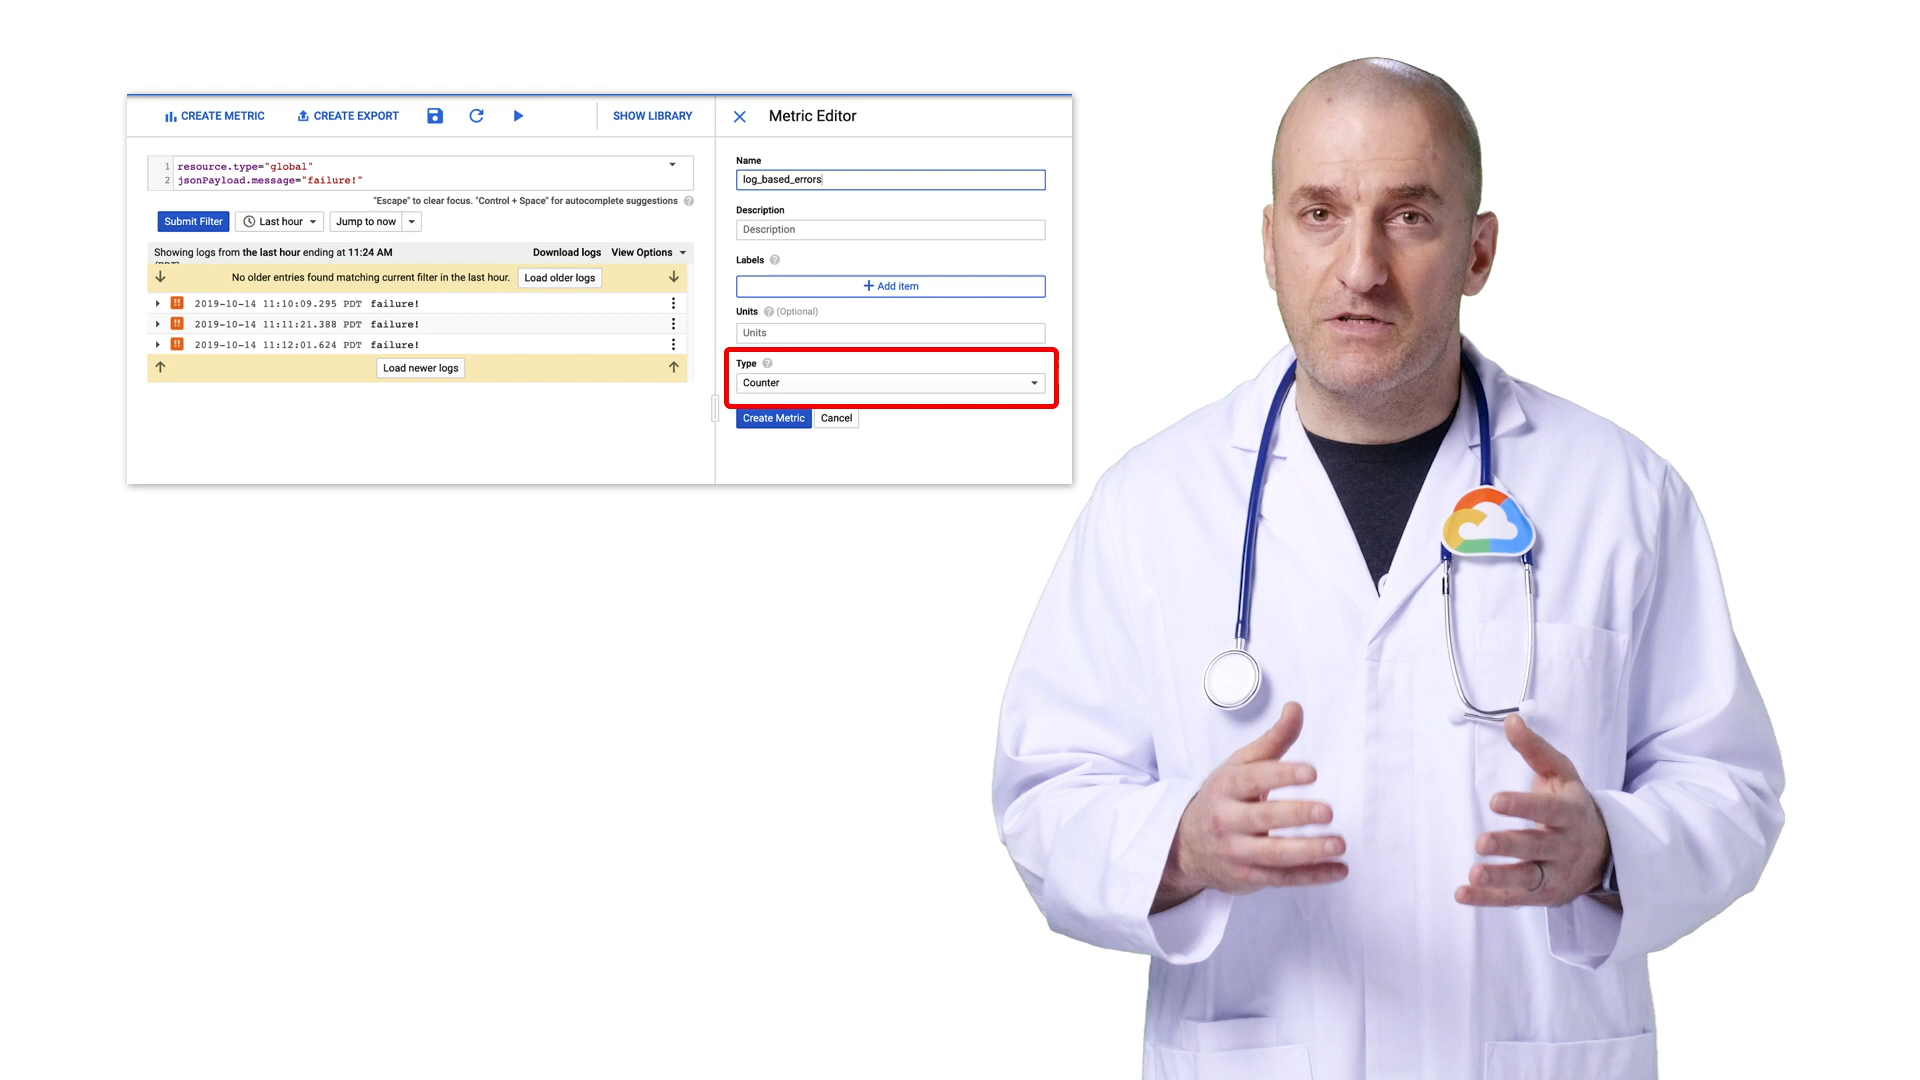 CREATE METRIC CREATE EXPORT SHOW LIBRARY
1 resource.type="global"
2 jsonPayload.message="failure!"
"Escape" to clear focus. "Control + Space" for autocomplete suggestions ?
Submit Filter Last hour Jump to now
Showing logs from the last hour ending at 11:24 AM Download logs View Options
No older entries found matching current filter in the last hour. Load older logs
!! 2019-10-14 11:10:09.295 PDT failure!
!! 2019-10-14 11:11:21.388 PDT failure!
!! 2019-10-14 11:12:01.624 PDT failure!
Load newer logs
Metric Editor
Name
log_based_errors
Description
Description
Labels ?
+ Add item
Units ? (Optional)
Units
Type ?
Counter
Create Metric Cancel